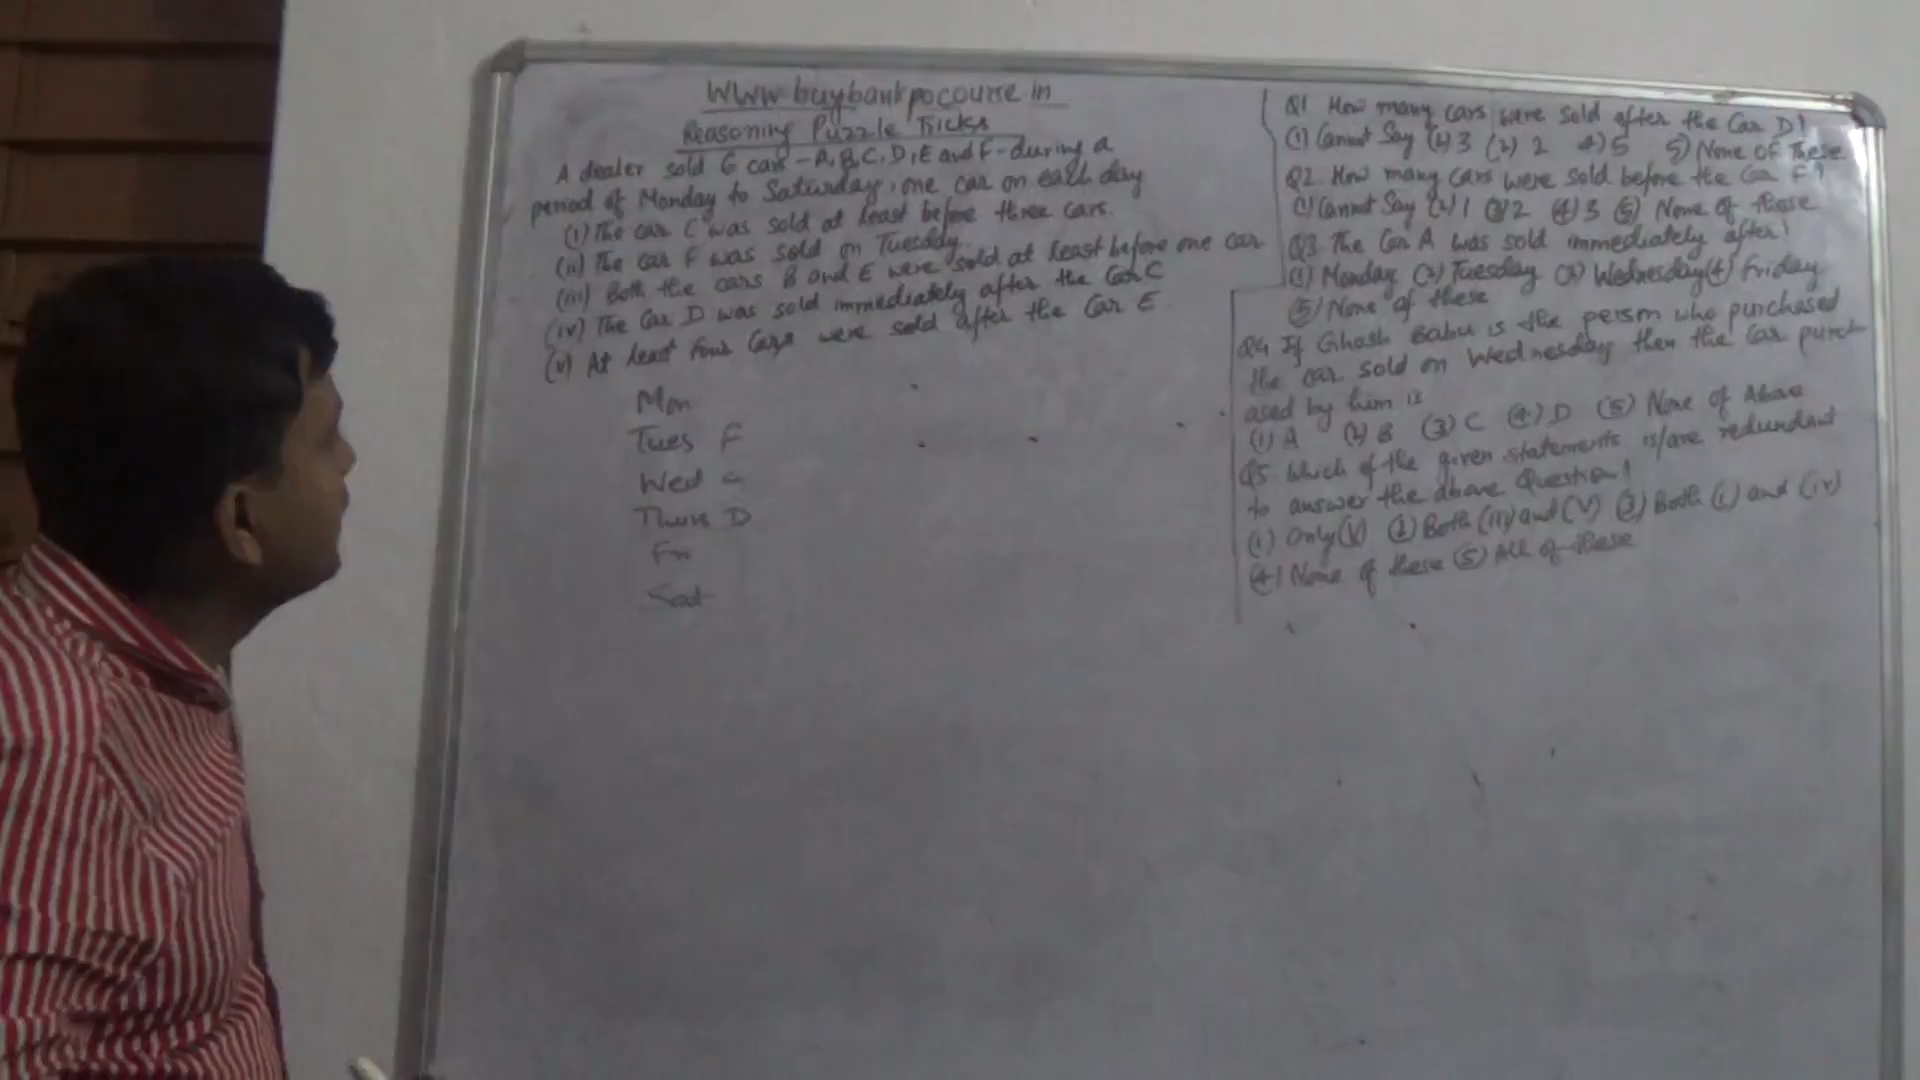 WWW buybankpocourse in
Reasoning Puzzle Tricks
A dealer sold 6 cars - A, B, C, D, E and F - during a
period of Monday to Saturday, one car on each day
(i) The car C was sold at least before three cars.
(ii) The car F was sold on Tuesday.
(iii) Both the cars B and E were sold at least before one car
(iv) The Car D was sold immediately after the Car C
(v) At least Four Cars were sold after the Car E
Mon
Tues F
Wed C
Thurs D
Fri
Sat
Q1. How many cars were sold after the Car D?
(1) Cannot Say (2) 3 (3) 2 4) 5 5) None of These
Q2. How many cars were sold before the Car F?
(1) Cannot Say (2) 1 (3) 2 (4) 3 (5) None of these
Q3. The Car A was sold immediately after?
(1) Monday (2) Tuesday (3) Wednesday (4) Friday
(5) None of these
Q4 If Ghosh Babu is the person who purchased
the car sold on Wednesday then the Car purch
ased by him is
(1) A (2) B (3) C (4) D (5) None of Above
Q5 Which of the given statements is/are redundant
to answer the above Question?
(1) Only (V) (2) Both (iii) and (V) (3) Both (i) and (iv)
(4) None of these (5) All of these